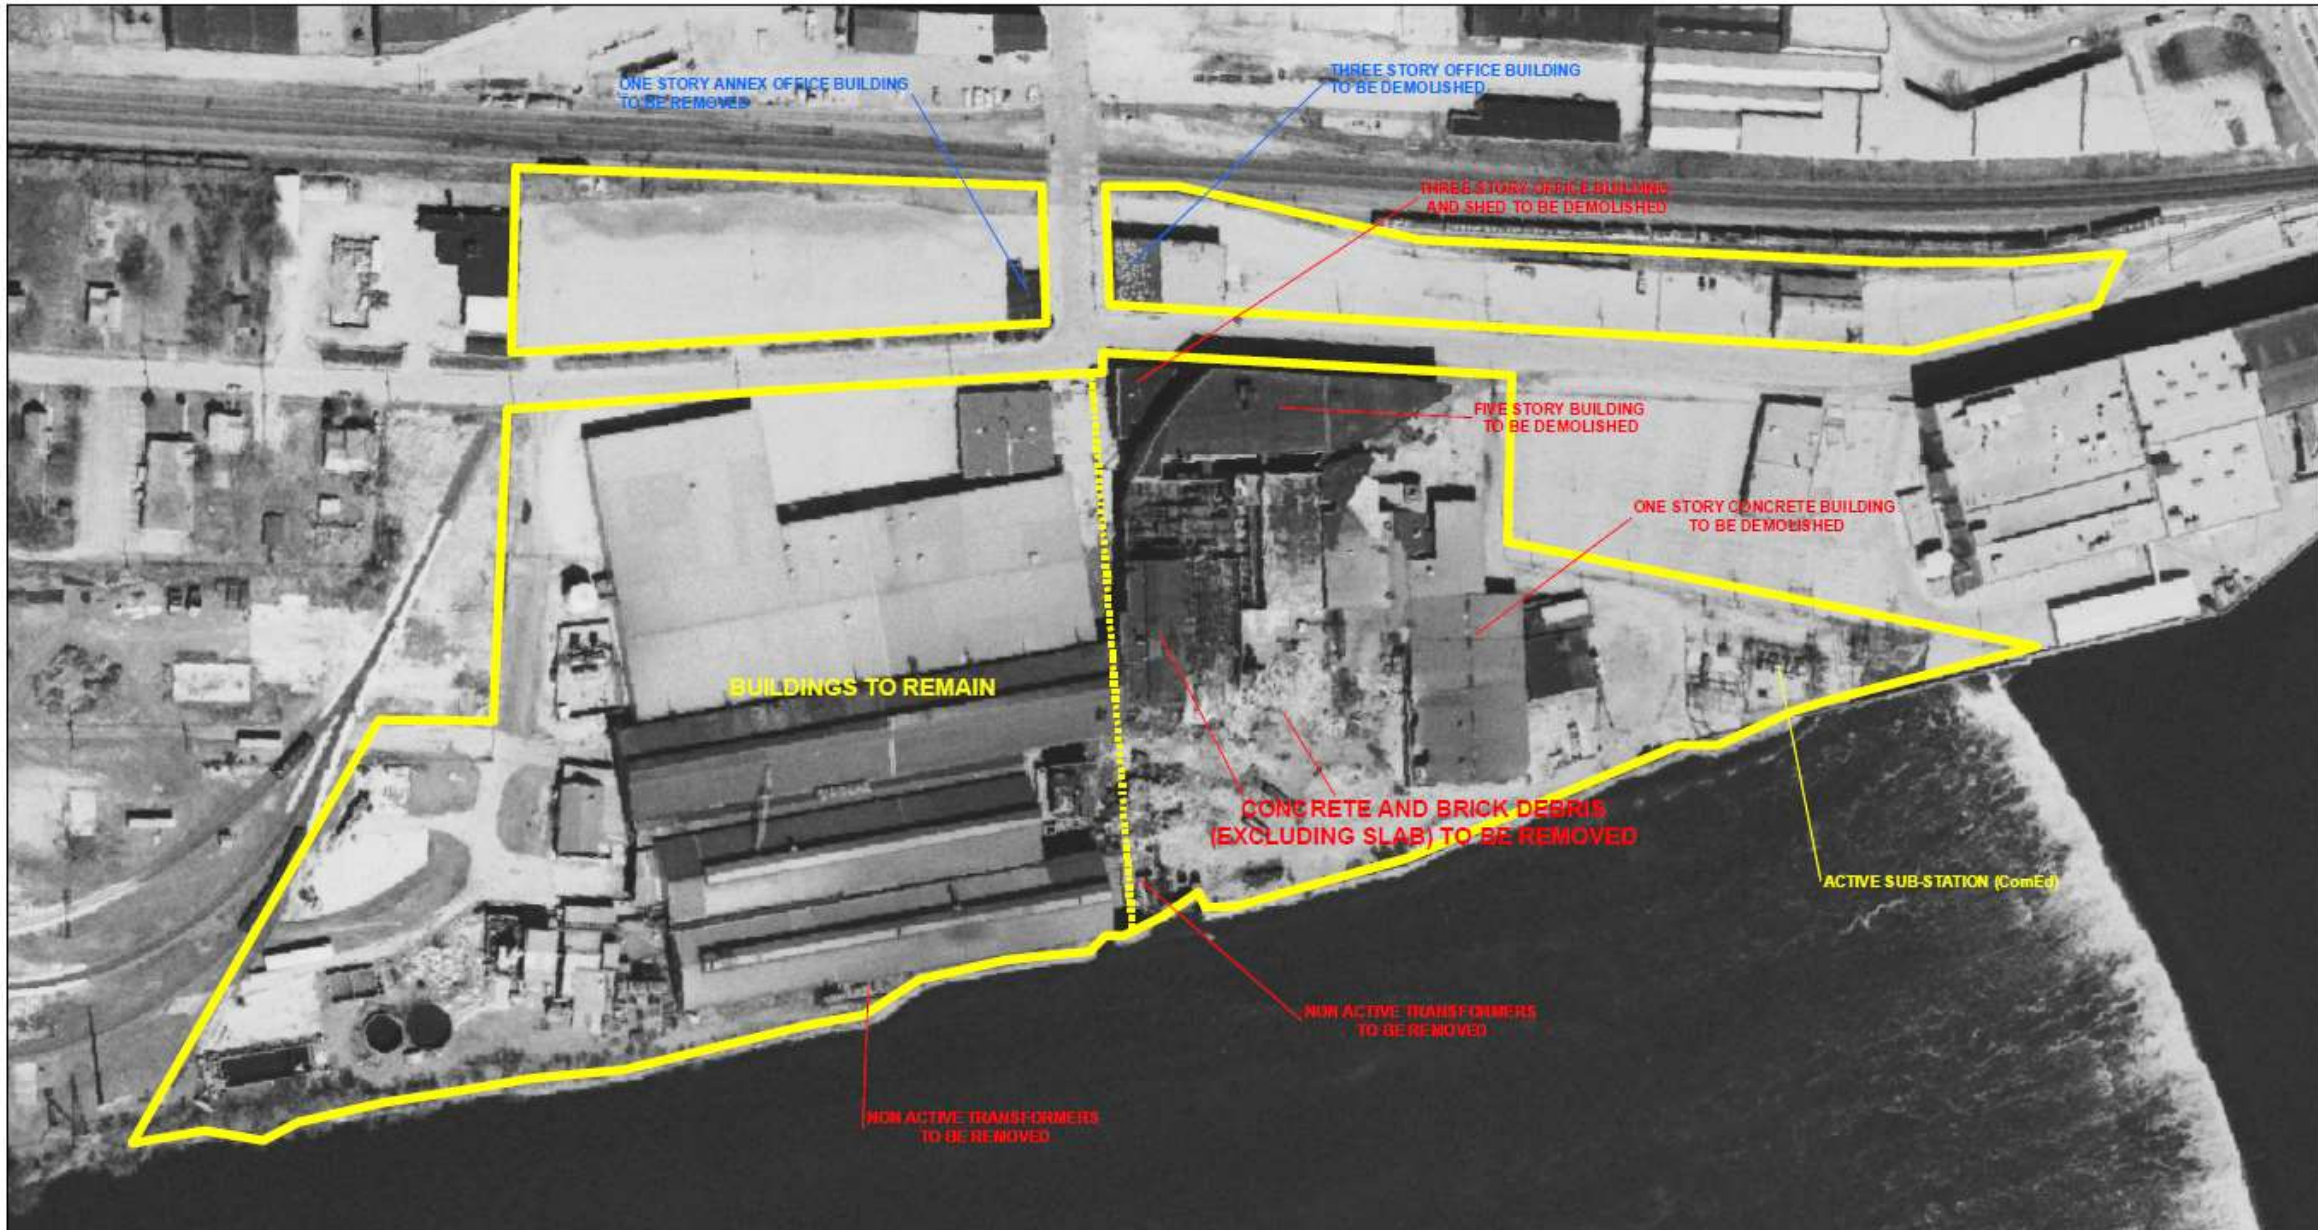 ONE STORY ANNEX OFFICE BUILDING
TO BE REMOVED
THREE STORY OFFICE BUILDING
TO BE DEMOLISHED
THREE STORY OFFICE BUILDING
AND SHED TO BE DEMOLISHED
FIVE STORY BUILDING
TO BE DEMOLISHED
ONE STORY CONCRETE BUILDING
TO BE DEMOLISHED
BUILDINGS TO REMAIN
CONCRETE AND BRICK DEBRIS
(EXCLUDING SLAB) TO BE REMOVED
ACTIVE SUB-STATION (ComEd)
NON ACTIVE TRANSFORMERS
TO BE REMOVED
NON ACTIVE TRANSFORMERS
TO BE REMOVED